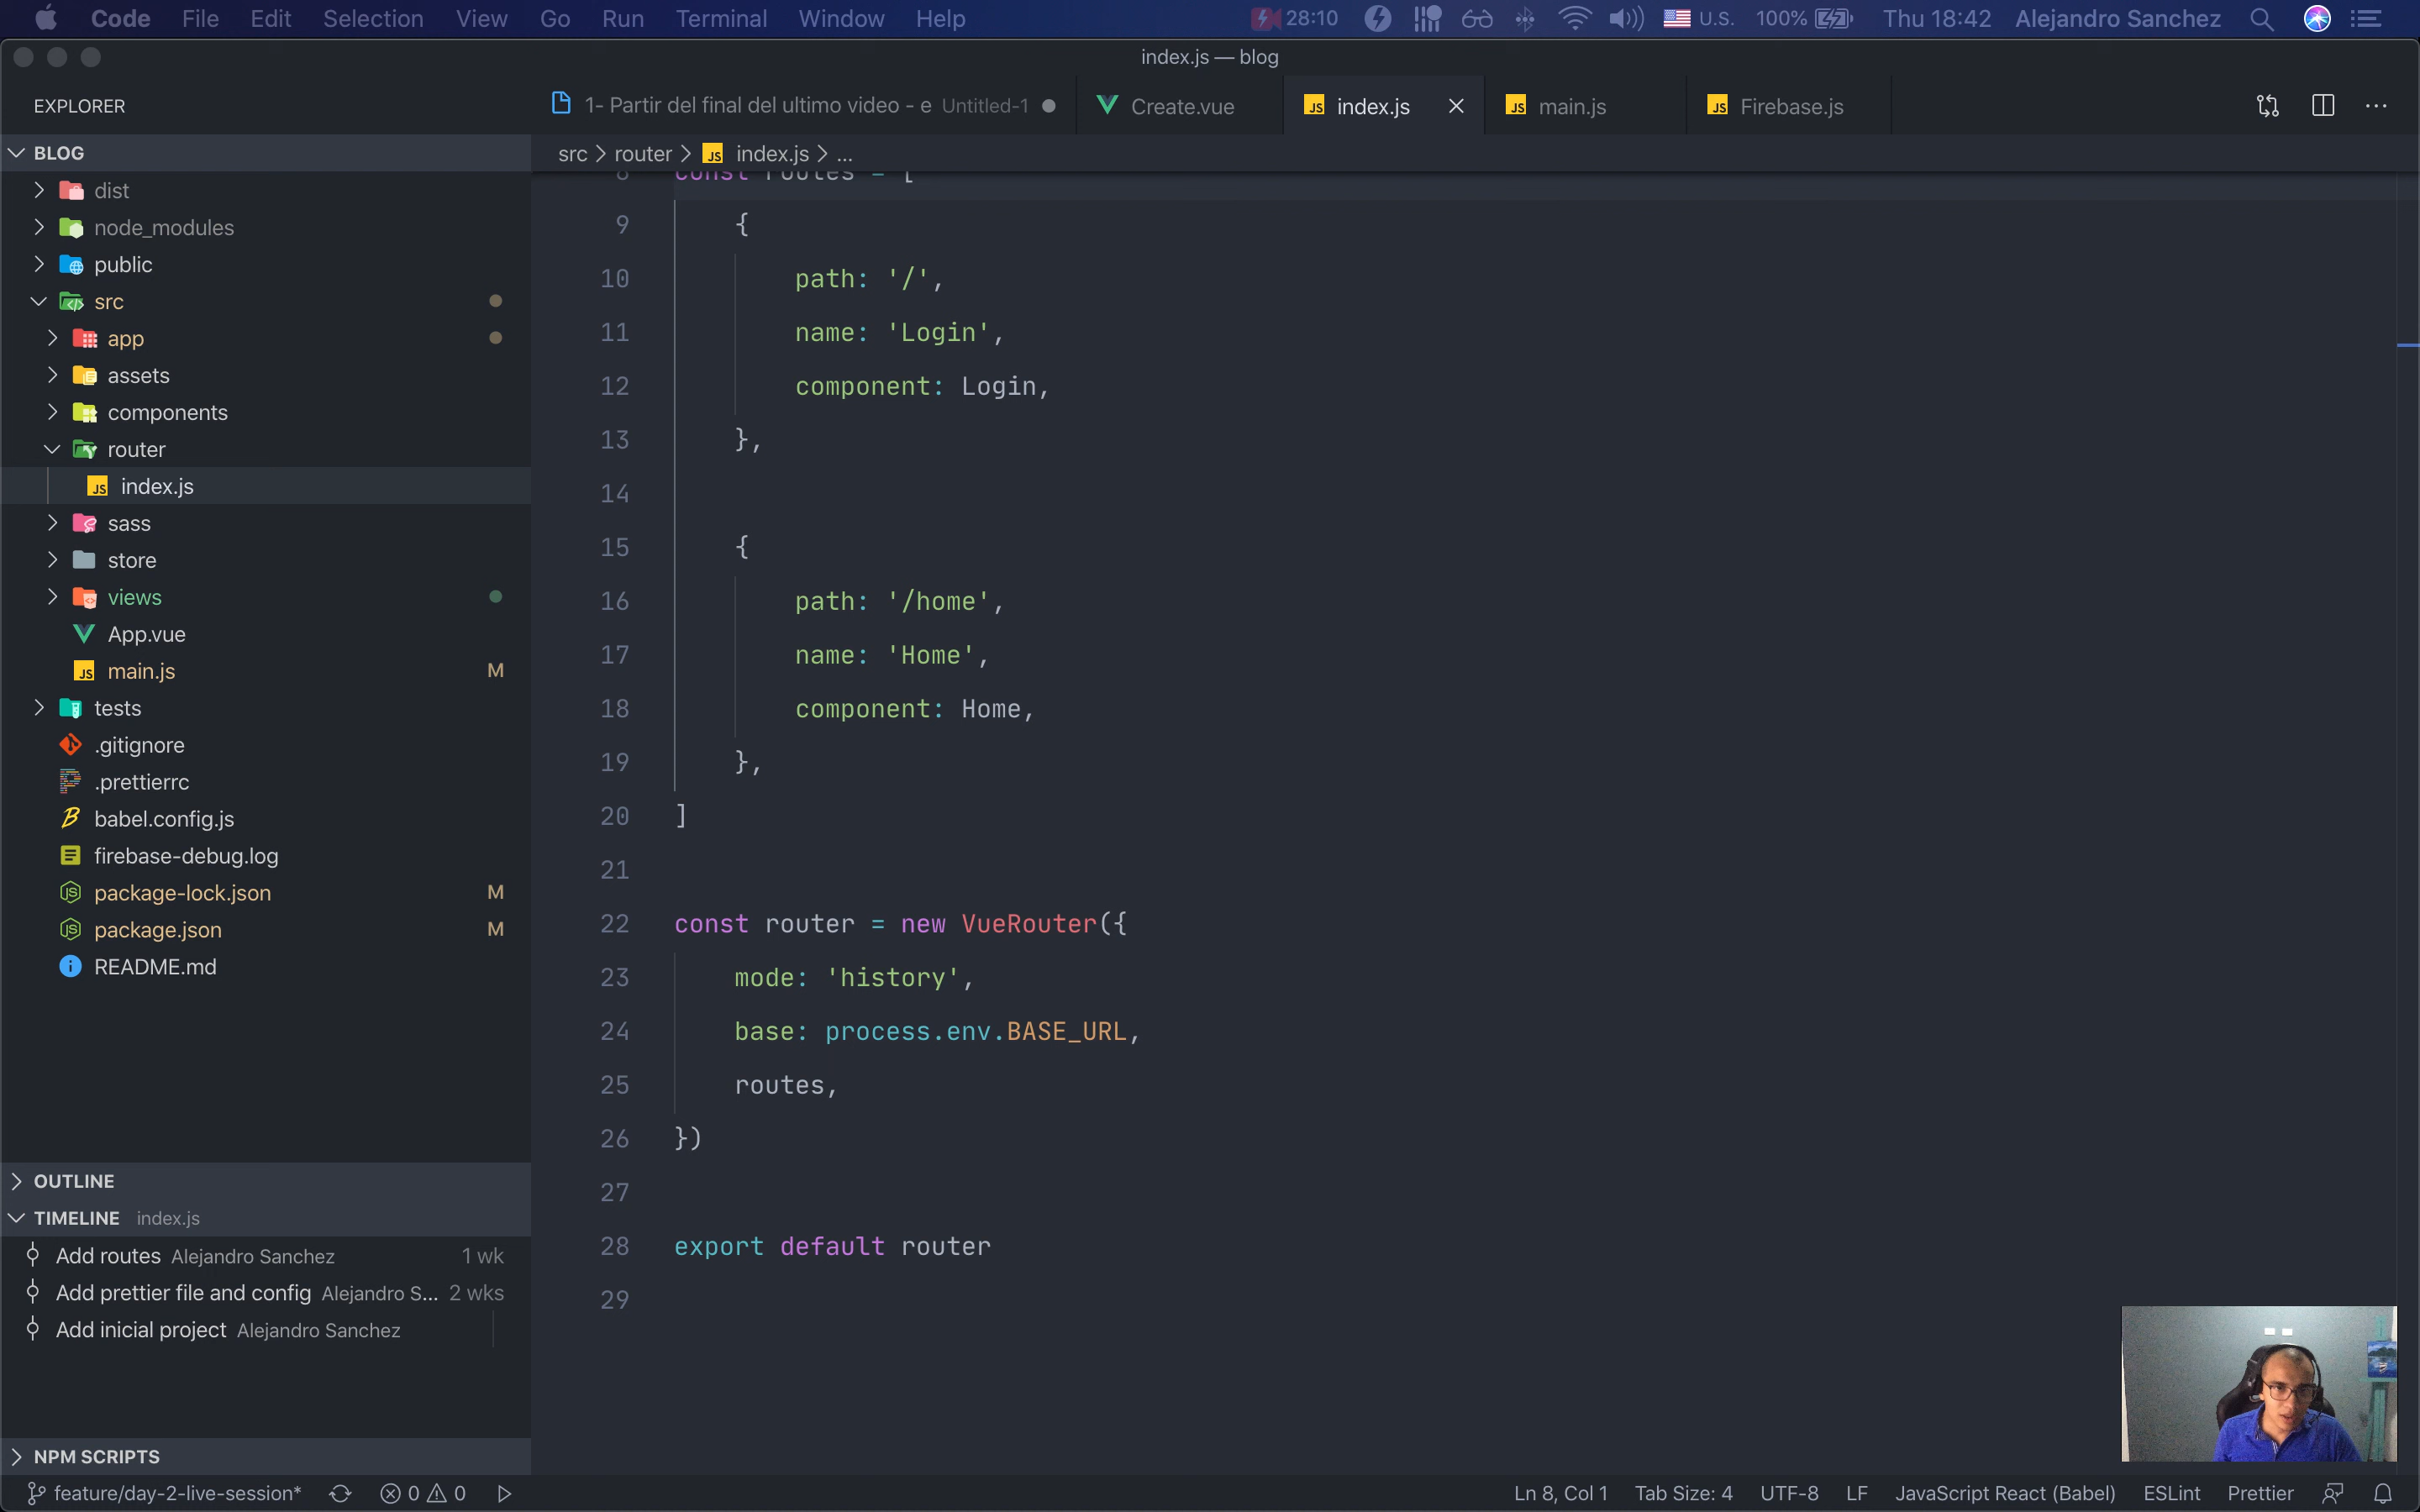 Code File Edit Selection View Go Run Terminal Window Help 28:10 U.S. 100% Thu 18:42 Alejandro Sanchez
index.js — blog
EXPLORER
1- Partir del final del ultimo video - e Untitled-1
Create.vue
index.js
main.js
Firebase.js
BLOG
src > router > JS index.js > ...
dist
node_modules
public
src
app
assets
components
router
index.js
sass
store
views
App.vue
main.js M
tests
.gitignore
.prettierrc
babel.config.js
firebase-debug.log
package-lock.json M
package.json M
README.md
OUTLINE
TIMELINE index.js
Add routes Alejandro Sanchez 1 wk
Add prettier file and config Alejandro S... 2 wks
Add inicial project Alejandro Sanchez
NPM SCRIPTS
8 const routes = [
9 {
10 path: '/',
11 name: 'Login',
12 component: Login,
13 },
14
15 {
16 path: '/home',
17 name: 'Home',
18 component: Home,
19 },
20 ]
21
22 const router = new VueRouter({
23 mode: 'history',
24 base: process.env.BASE_URL,
25 routes,
26 })
27
28 export default router
29
feature/day-2-live-session* 0 0 Ln 8, Col 1 Tab Size: 4 UTF-8 LF JavaScript React (Babel) ESLint Prettier